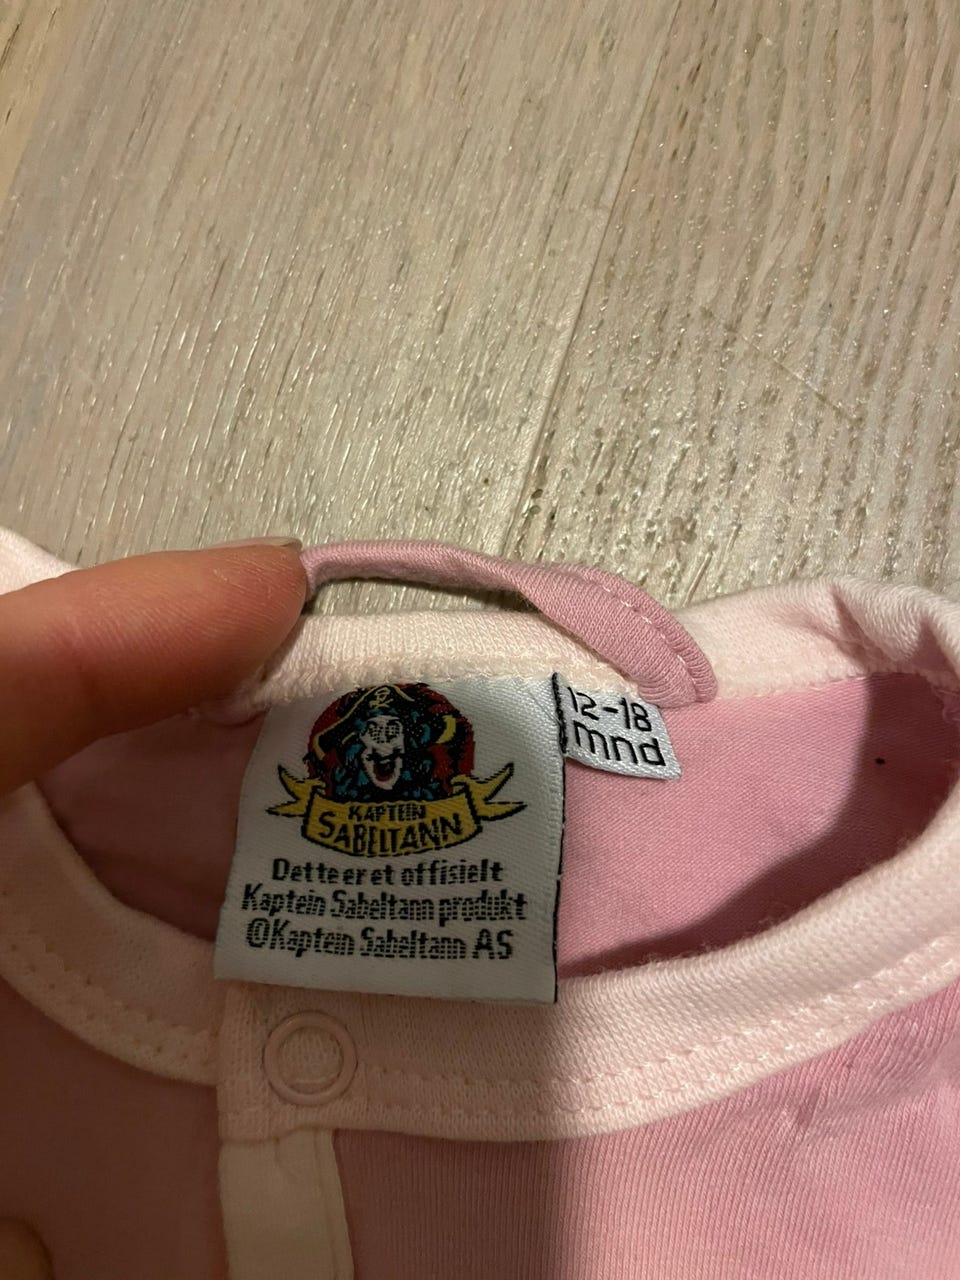 KAPTEIN
SABELTANN
Dette er et offisielt
Kaptein Sabeltann produkt
©Kaptein Sabeltann AS
12-18
mnd